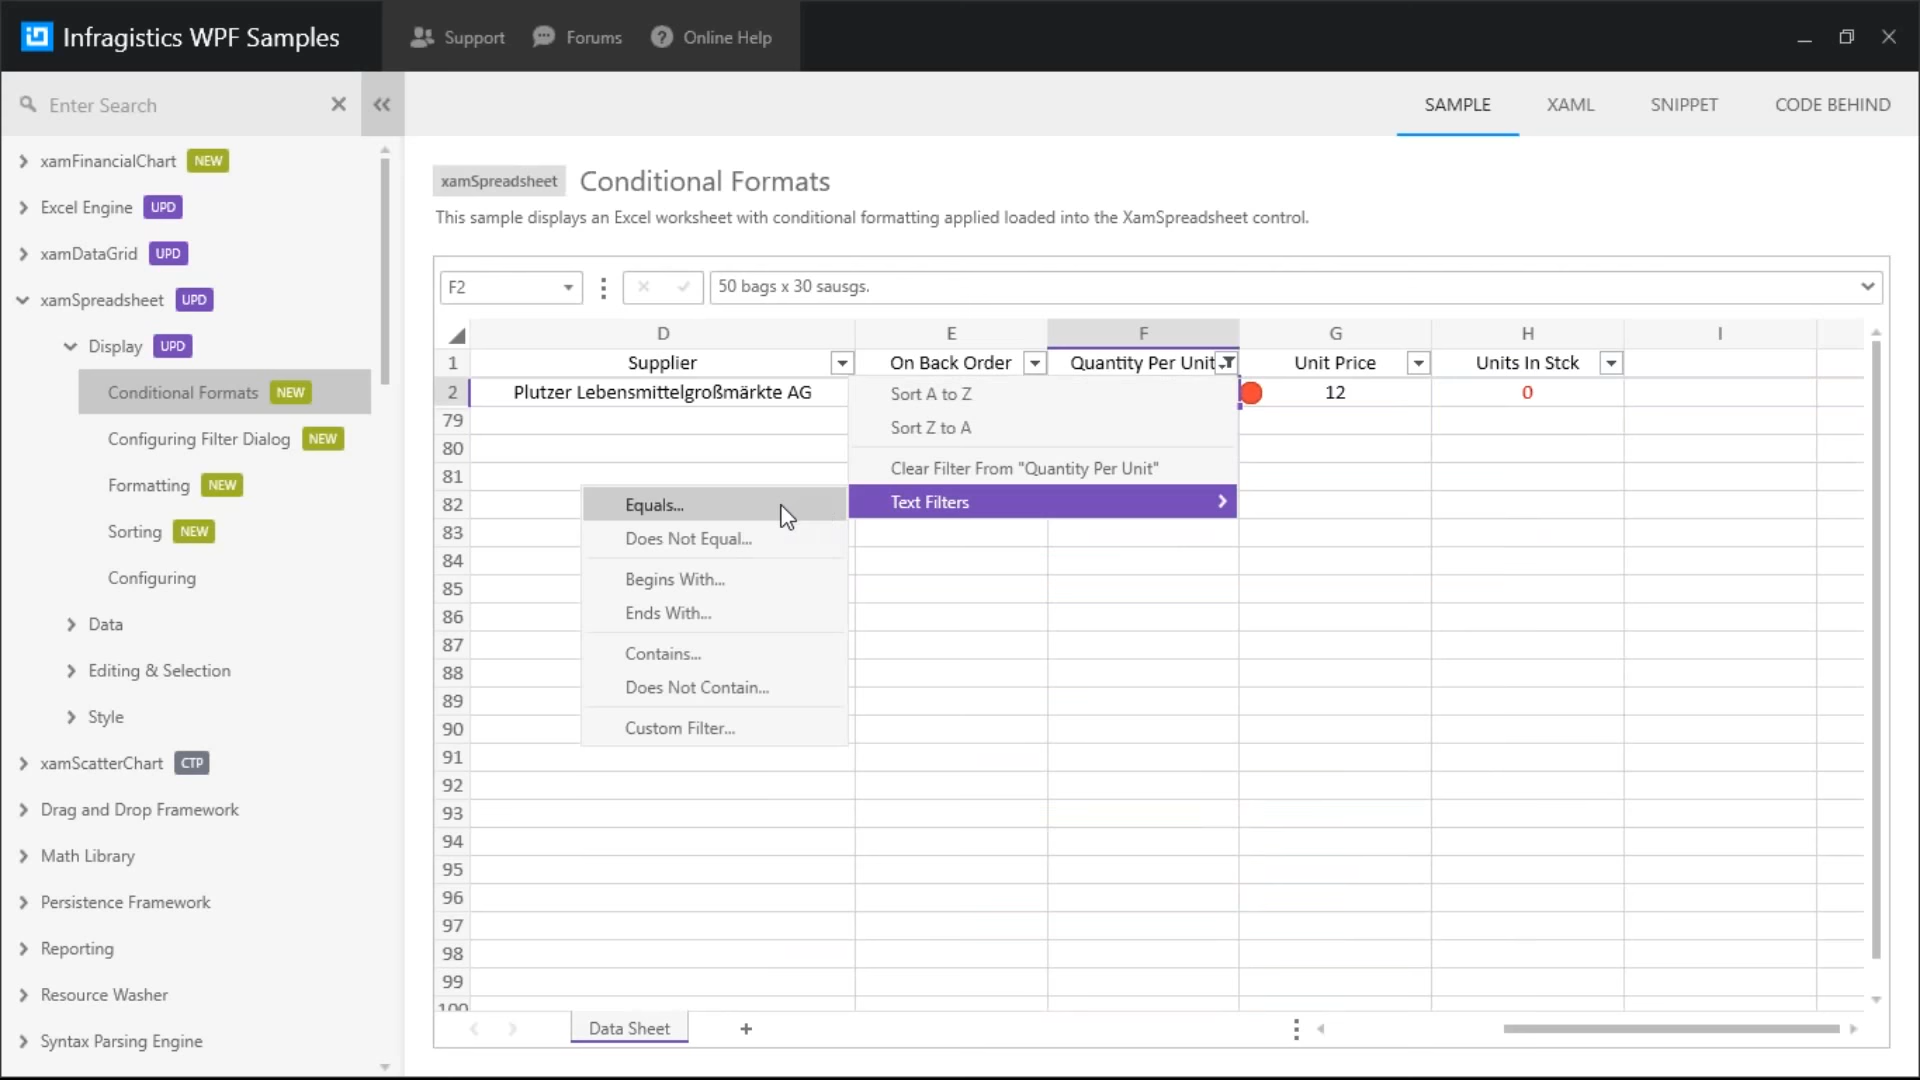 Infragistics WPF Samples
Support
Forums
Online Help
Enter Search
SAMPLE
XAML
SNIPPET
CODE BEHIND
xamFinancialChart NEW
Excel Engine UPD
xamDataGrid UPD
xamSpreadsheet UPD
Display UPD
Conditional Formats NEW
Configuring Filter Dialog NEW
Formatting NEW
Sorting NEW
Configuring
Data
Editing & Selection
Style
xamScatterChart CTP
Drag and Drop Framework
Math Library
Persistence Framework
Reporting
Resource Washer
Syntax Parsing Engine
xamSpreadsheet Conditional Formats
This sample displays an Excel worksheet with conditional formatting applied loaded into the XamSpreadsheet control.
F2
50 bags x 30 sausgs.
D E F G H I
1 Supplier On Back Order Quantity Per Unit Unit Price Units In Stck
2 Plutzer Lebensmittelgroßmärkte AG 12 0
79
80
81
82
83
84
85
86
87
88
89
90
91
92
93
94
95
96
97
98
99
100
Sort A to Z
Sort Z to A
Clear Filter From "Quantity Per Unit"
Text Filters
Equals...
Does Not Equal...
Begins With...
Ends With...
Contains...
Does Not Contain...
Custom Filter...
Data Sheet